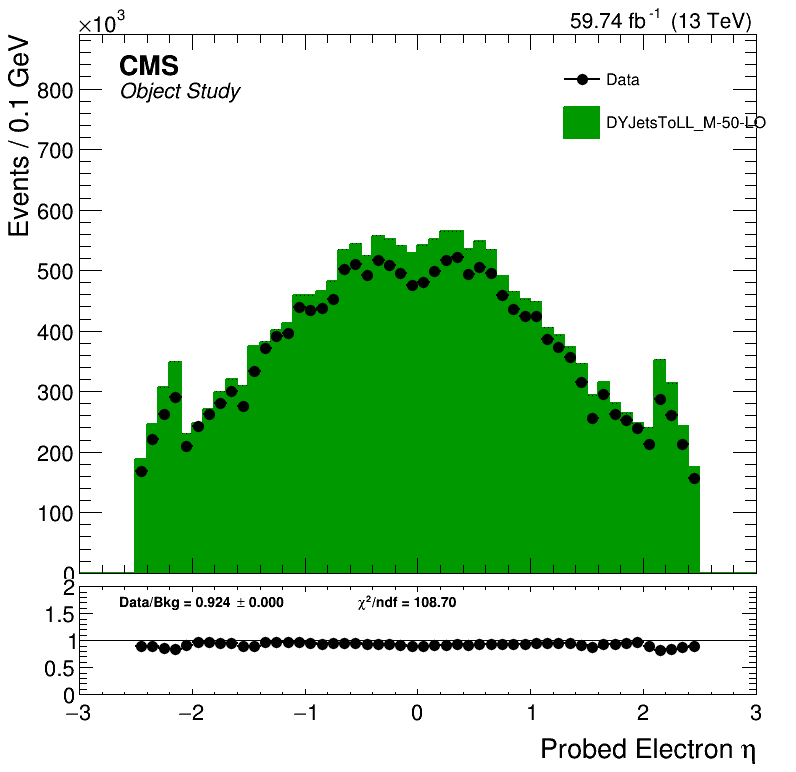 ×10³
59.74 fb⁻¹ (13 TeV)
Events / 0.1 GeV
CMS
Object Study
Data
DYJetsToLL_M-50-LO
800
700
600
500
400
300
200
100
0
2
1.5
1
0.5
0
Data/Bkg = 0.924 ± 0.000
χ²/ndf = 108.70
−3 −2 −1 0 1 2 3
Probed Electron η